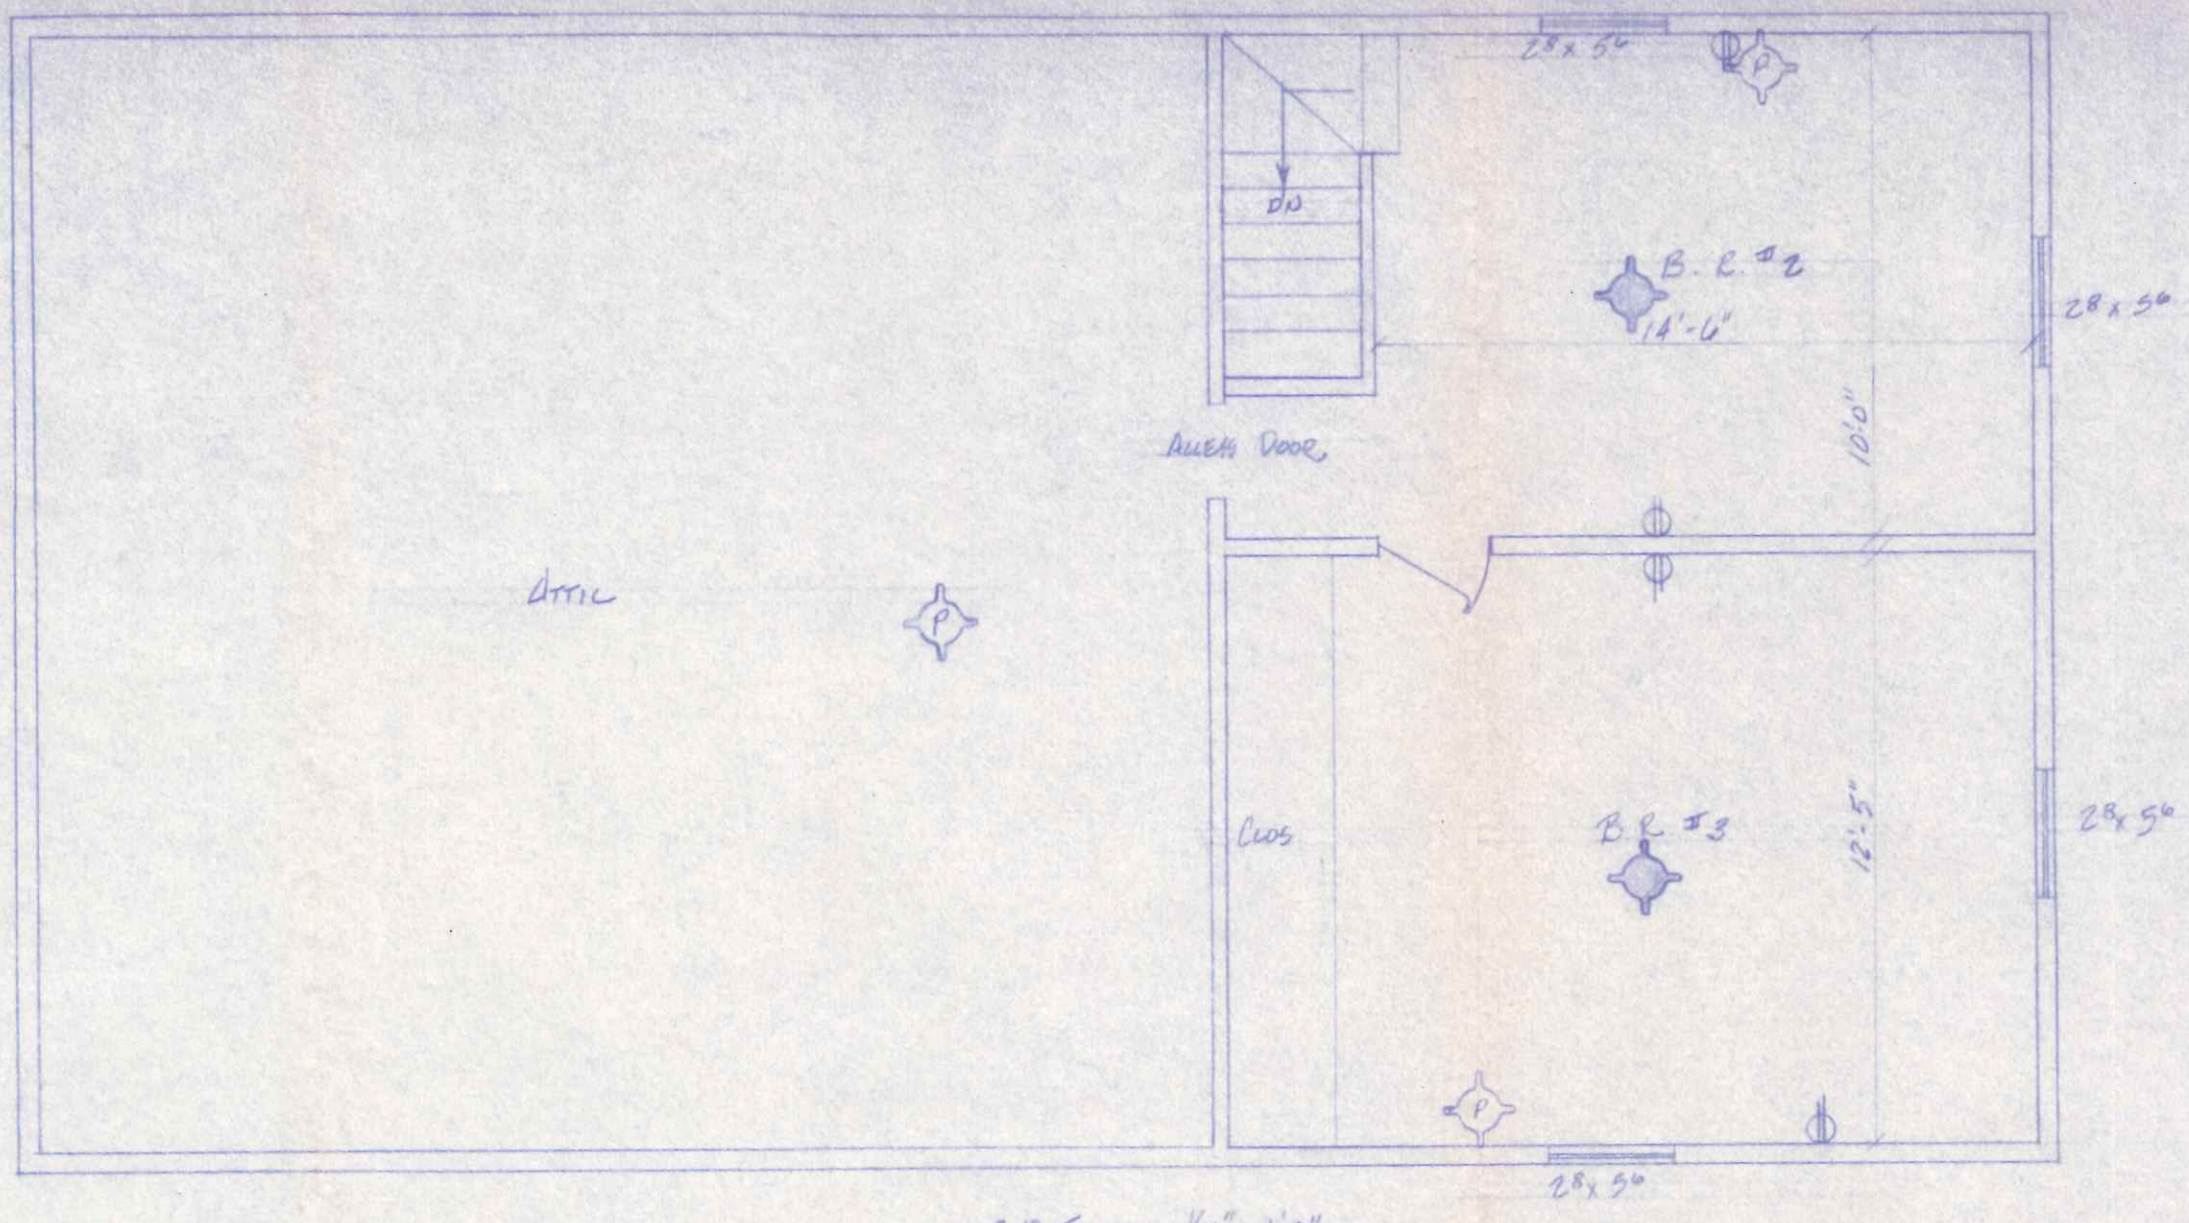 28 x 56
P
DN
B. R. #2
28 x 56
14'-6"
10'-0"
Access Door
Attic
P
B R #3
28 x 56
12'-5"
Clos
P
28 x 56